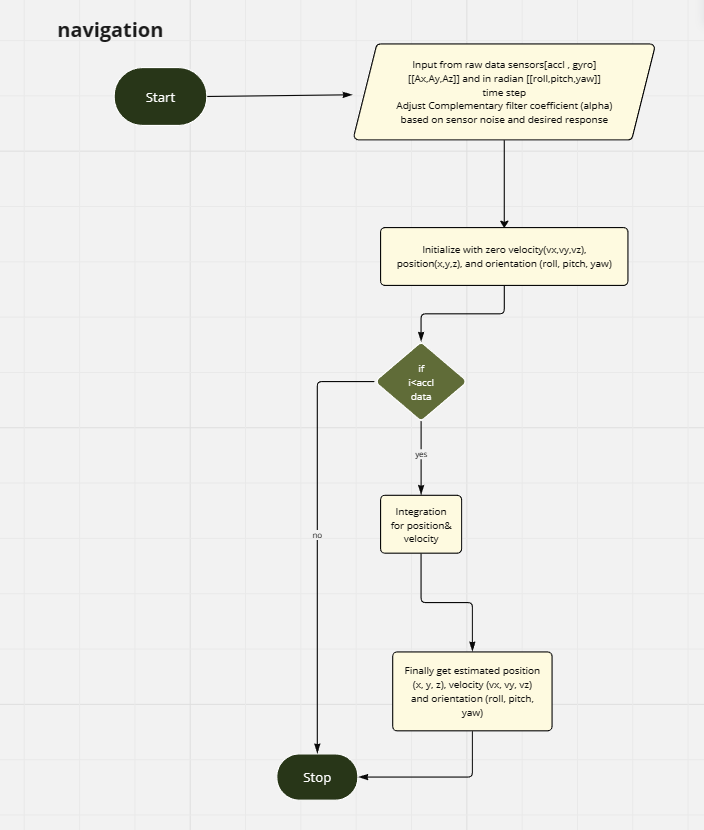 navigation
Start
Input from raw data sensors[accl , gyro]
[[Ax,Ay,Az]] and in radian [[roll,pitch,yaw]]
time step
Adjust Complementary filter coefficient (alpha)
based on sensor noise and desired response
Initialize with zero velocity(vx,vy,vz),
position(x,y,z), and orientation (roll, pitch, yaw)
if
i<accl
data
yes
Integration
for position&
velocity
no
Finally get estimated position
(x, y, z), velocity (vx, vy, vz)
and orientation (roll, pitch,
yaw)
Stop